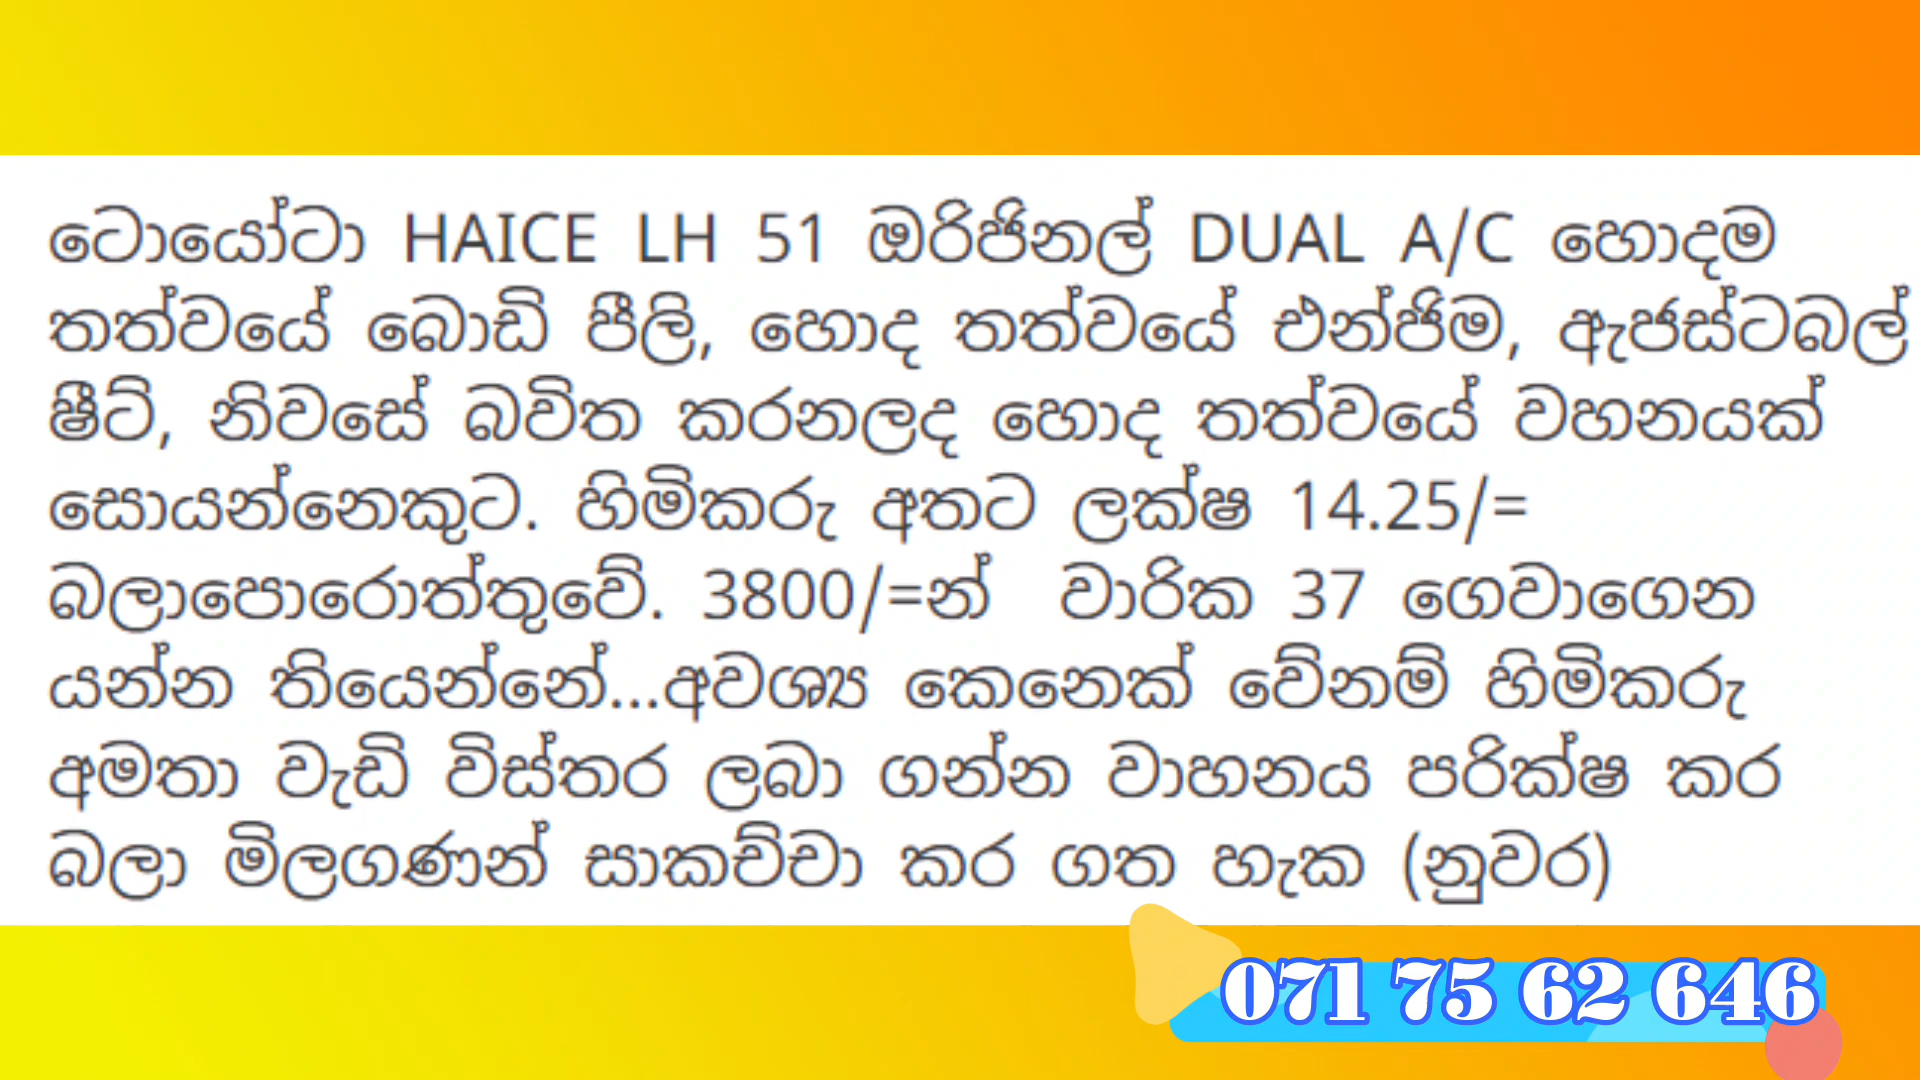 ටොයෝටා HAICE LH 51 ඔරිජිනල් DUAL A/C හොදම
තත්වයේ බොඩි පීලි, හොද තත්වයේ එන්ජිම, ඇජස්ටබල්
ෂීට්, නිවසේ බවිත කරනලද හොද තත්වයේ වහනයක්
සොයන්නෙකුට. හිමිකරු අතට ලක්ෂ 14.25/=
බලාපොරොත්තුවේ. 3800/=න් වාරික 37 ගෙවාගෙන
යන්න තියෙන්නේ...අවශ්‍ය කෙනෙක් වේනම් හිමිකරු
අමතා වැඩි විස්තර ලබා ගන්න වාහනය පරික්ෂ කර
බලා මිලගණන් සාකච්චා කර ගත හැක (නුවර)
071 75 62 646